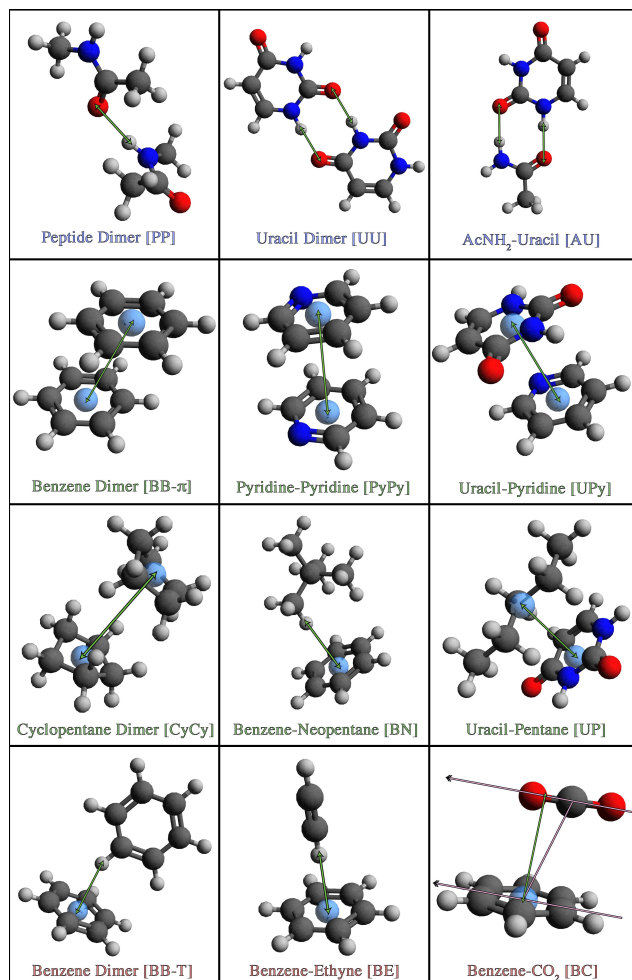 Peptide Dimer [PP]
Uracil Dimer [UU]
AcNH₂-Uracil [AU]
Benzene Dimer [BB-π]
Pyridine-Pyridine [PyPy]
Uracil-Pyridine [UPy]
Cyclopentane Dimer [CyCy]
Benzene-Neopentane [BN]
Uracil-Pentane [UP]
Benzene Dimer [BB-T]
Benzene-Ethyne [BE]
Benzene-CO₂ [BC]